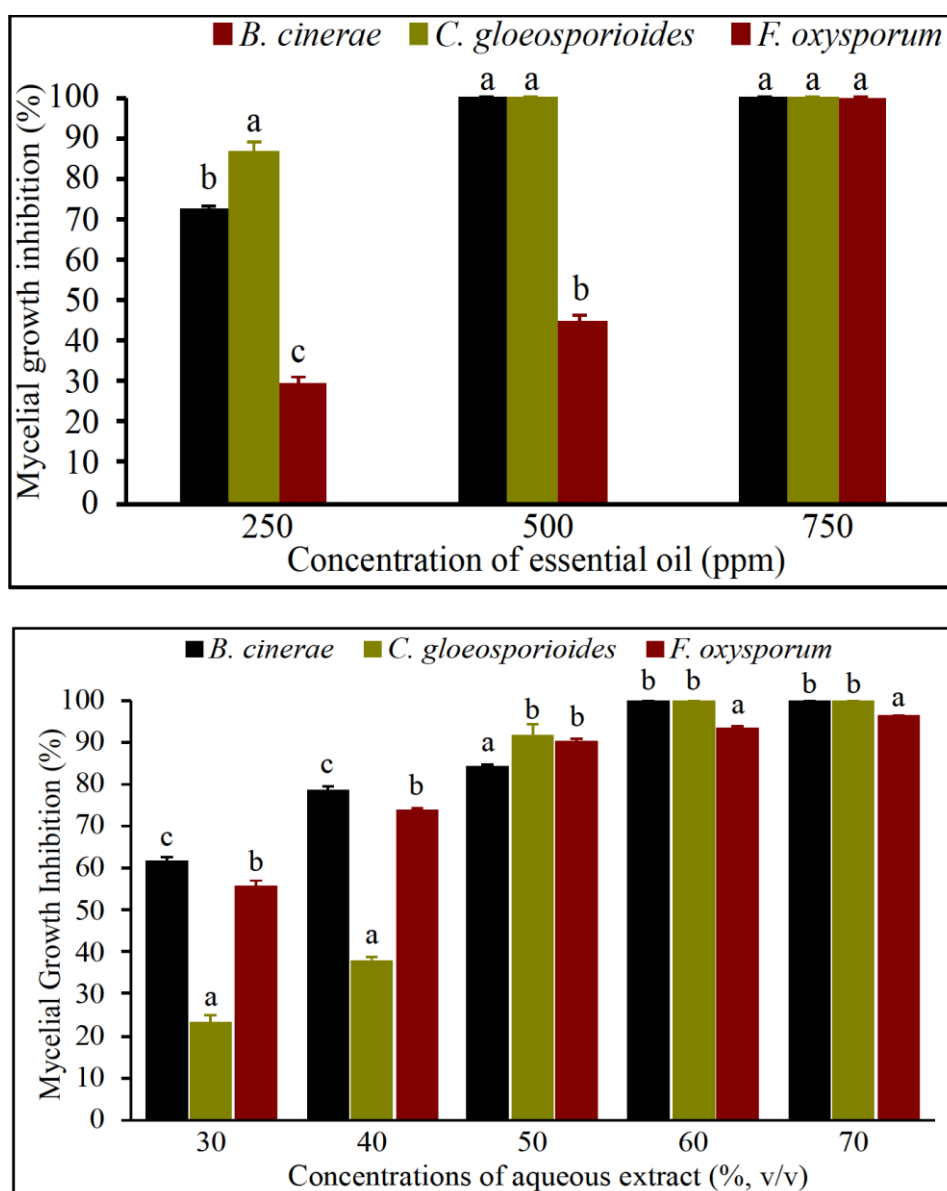 B. cinerae C. gloeosporioides F. oxysporum
Mycelial growth inhibition (%)
100
90
80
70
60
50
40
30
20
10
0
b a c
a a b
a a a
250 500 750
Concentration of essential oil (ppm)
B. cinerae C. gloeosporioides F. oxysporum
Mycelial Growth Inhibition (%)
100
90
80
70
60
50
40
30
20
10
0
c a b
c a b
a b b
b b a
b b a
30 40 50 60 70
Concentrations of aqueous extract (%, v/v)